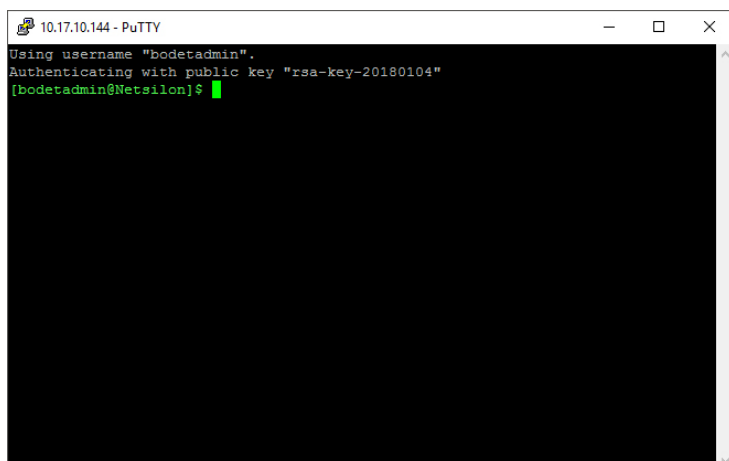 10.17.10.144 - PuTTY
Using username "bodetadmin".
Authenticating with public key "rsa-key-20180104"
[bodetadmin@Netsilon]$